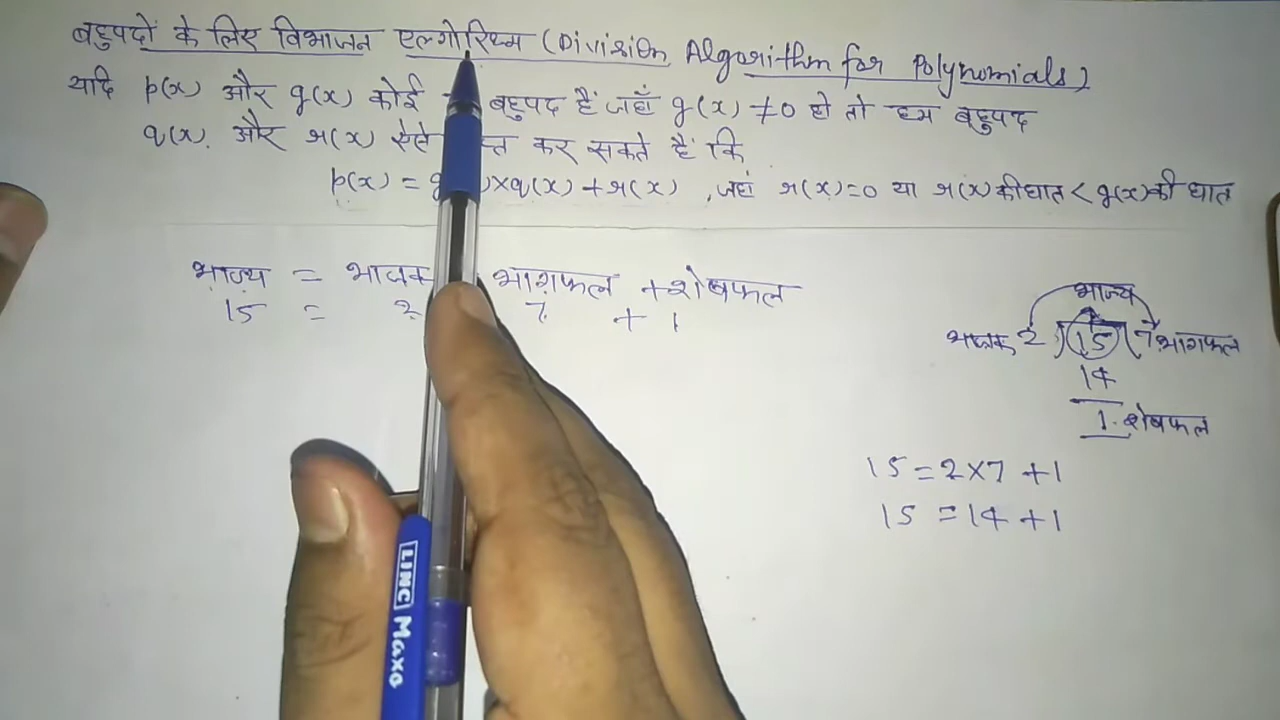 बहुपदों के लिए विभाजन एल्गोरिथ्म (Division Algorithm for Polynomials)
यदि p(x) और g(x) कोई बहुपद हैं जहाँ g(x) ≠0 हो तो हम बहुपद
q(x) और r(x) ऐसे कर सकते हैं कि
p(x) = g ×q(x) + r(x) , जहां r(x)=0 या r(x) की घात < g(x) की घात
भाज्य = भाजक भागफल + शेषफल
15 = 2 7 + 1
भाज्य
भाजक 2 ) 15 ( 7 भागफल
14
1 शेषफल
15 = 2×7 +1
15 = 14 +1
LINC Maxo